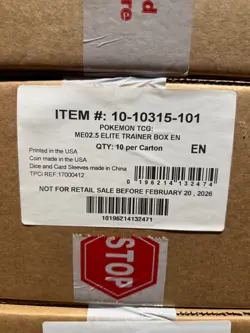 ed
ITEM #: 10-10315-101
POKEMON TCG:
ME02.5 ELITE TRAINER BOX EN
QTY: 10 per Carton
EN
Printed in the USA
Coin made in the USA
Dice and Card Sleeves made in China
TPCi REF:17000412
0 196214 132474
NOT FOR RETAIL SALE BEFORE FEBRUARY 20 , 2026
10196214132471
STOP